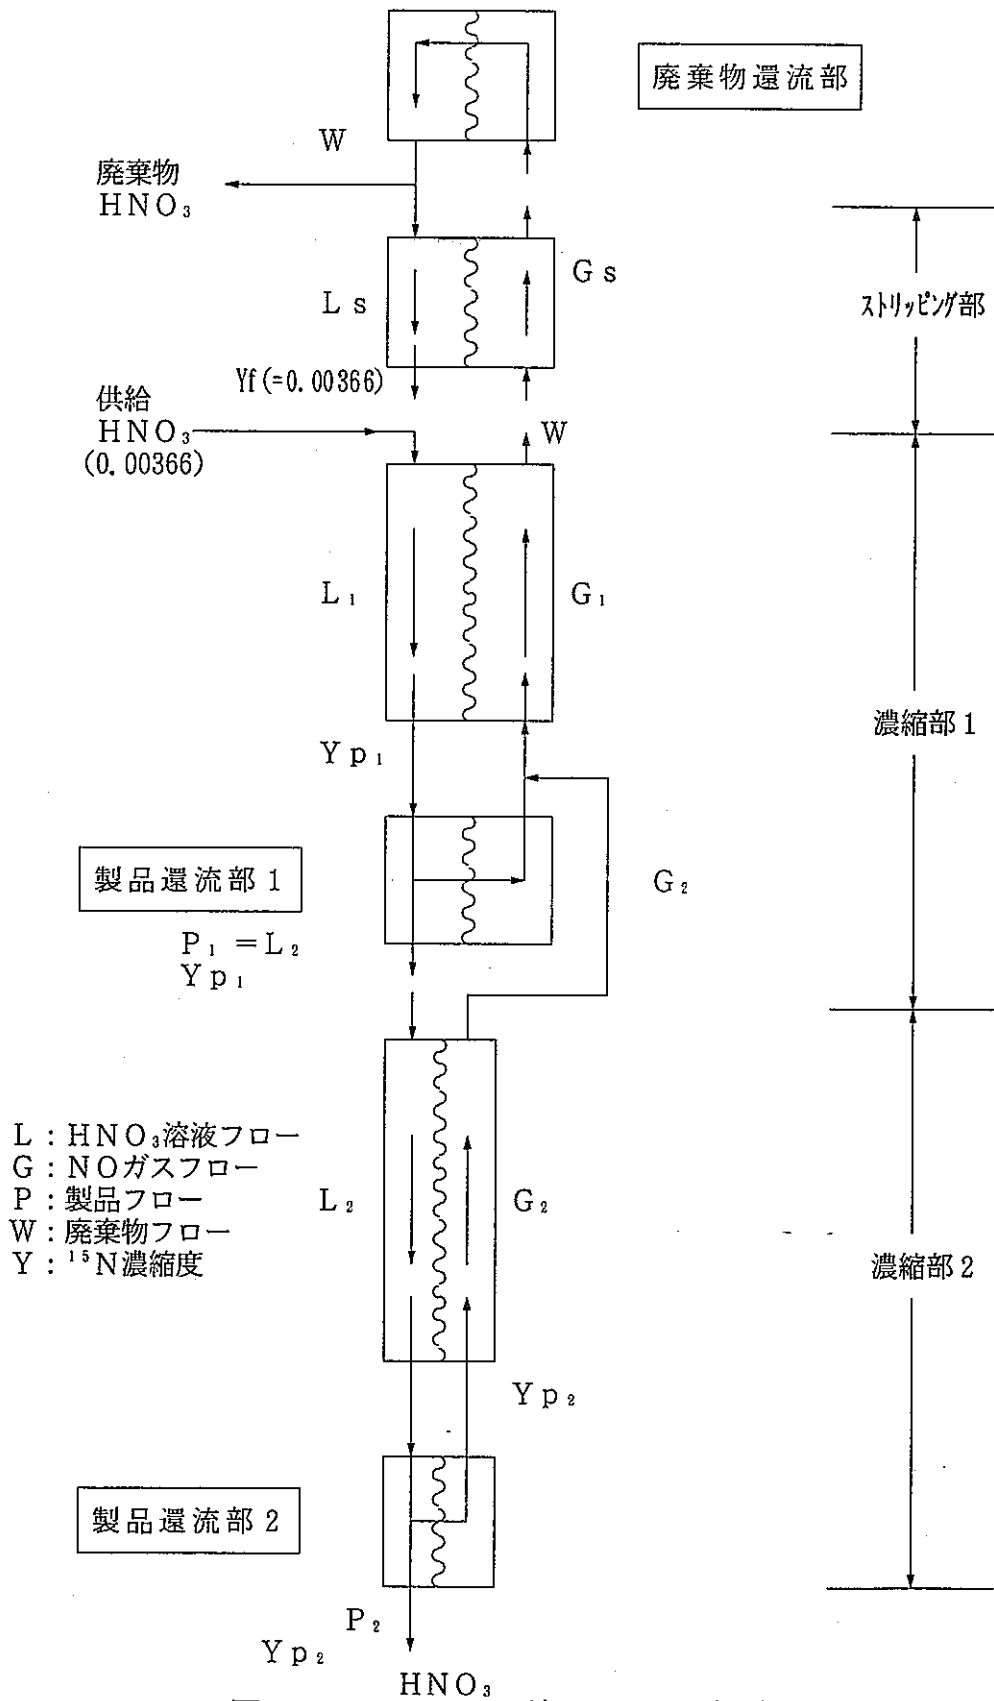 廃棄物還流部
W
廃棄物
HNO₃
Gs
Ls
ストリッピング部
Yf(=0.00366)
供給
HNO₃
(0.00366)
W
L₁
G₁
濃縮部1
Yp₁
製品還流部1
G₂
P₁=L₂
Yp₁
L:HNO₃溶液フロー
G:NOガスフロー
P:製品フロー
W:廃棄物フロー
Y:¹⁵N濃縮度
L₂
G₂
濃縮部2
Yp₂
製品還流部2
P₂
Yp₂
HNO₃